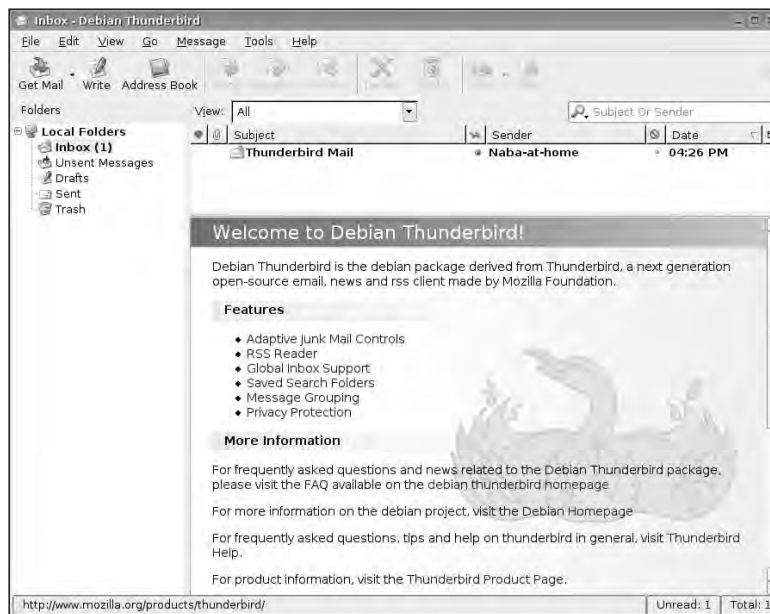 Inbox - Debian Thunderbird
File Edit View Go Message Tools Help
Get Mail Write Address Book
Folders
View: All
Subject Or Sender
Local Folders
Inbox (1)
Unsent Messages
Drafts
Sent
Trash
Subject Sender Date
Thunderbird Mail Naba-at-home 04:26 PM
Welcome to Debian Thunderbird!
Debian Thunderbird is the debian package derived from Thunderbird, a next generation
open-source email, news and rss client made by Mozilla Foundation.
Features
Adaptive Junk Mail Controls
RSS Reader
Global Inbox Support
Saved Search Folders
Message Grouping
Privacy Protection
More Information
For frequently asked questions and news related to the Debian Thunderbird package,
please visit the FAQ available on the debian thunderbird homepage
For more information on the debian project, visit the Debian Homepage
For frequently asked questions, tips and help on thunderbird in general, visit Thunderbird
Help.
For product information, visit the Thunderbird Product Page.
http://www.mozilla.org/products/thunderbird/ Unread: 1 Total: 1